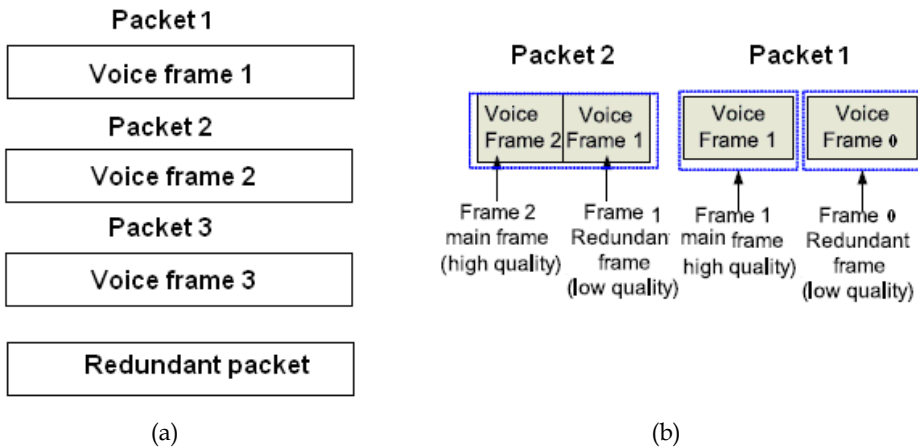 Packet 1
Voice frame 1
Packet 2
Voice frame 2
Packet 3
Voice frame 3
Redundant packet
(a)
Packet 2
Packet 1
Voice
Frame 2
Voice
Frame 1
Voice
Frame 1
Voice
Frame 0
Frame 2
main frame
(high quality)
Frame 1
Redundant
frame
(low quality)
Frame 1
main frame
high quality)
Frame 0
Redundant
frame
(low quality)
(b)